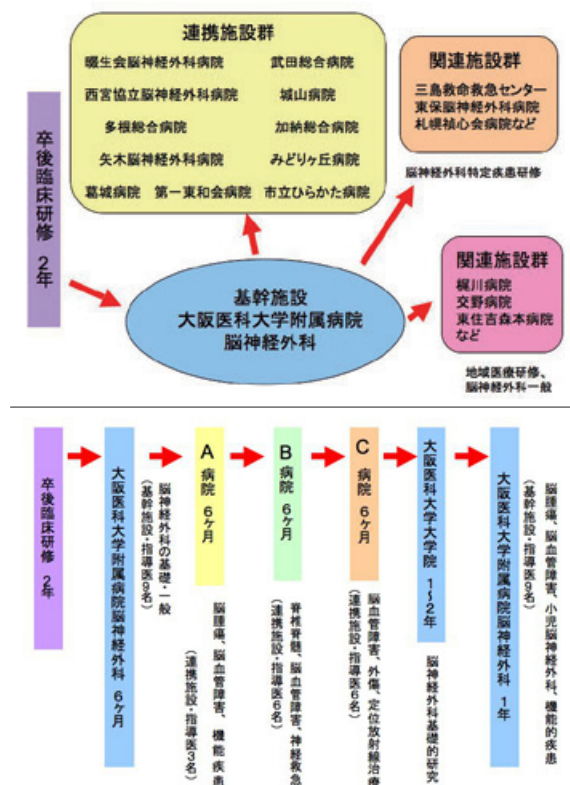 連携施設群
畷生会脳神経外科病院 武田総合病院
西宮協立脳神経外科病院 城山病院
多根総合病院 加納総合病院
矢木脳神経外科病院 みどりヶ丘病院
葛城病院 第一東和会病院 市立ひらかた病院
関連施設群
三島救命救急センター
東保脳神経外科病院
札幌禎心会病院など
脳神経外科特定疾患研修
卒後臨床研修 2年
基幹施設
大阪医科大学附属病院
脳神経外科
関連施設群
梶川病院
交野病院
東住吉森本病院
など
地域医療研修、
脳神経外科一般
卒後臨床研修 2年
大阪医科大学附属病院脳神経外科 6ヶ月
脳神経外科の基礎・一般
(基幹施設・指導医9名)
A病院 6ヶ月
脳腫瘍、脳血管障害、機能疾患
(連携施設・指導医3名)
B病院 6ヶ月
脊椎脊髄、脳血管障害、神経救急
(連携施設・指導医6名)
C病院 6ヶ月
脳血管障害、外傷、定位放射線治療
(連携施設・指導医6名)
大阪医科大学大学院 1~2年
脳神経外科基礎的研究
大阪医科大学附属病院脳神経外科 1年
脳腫瘍、脳血管障害、小児脳神経外科、機能的疾患
(基幹施設・指導医9名)